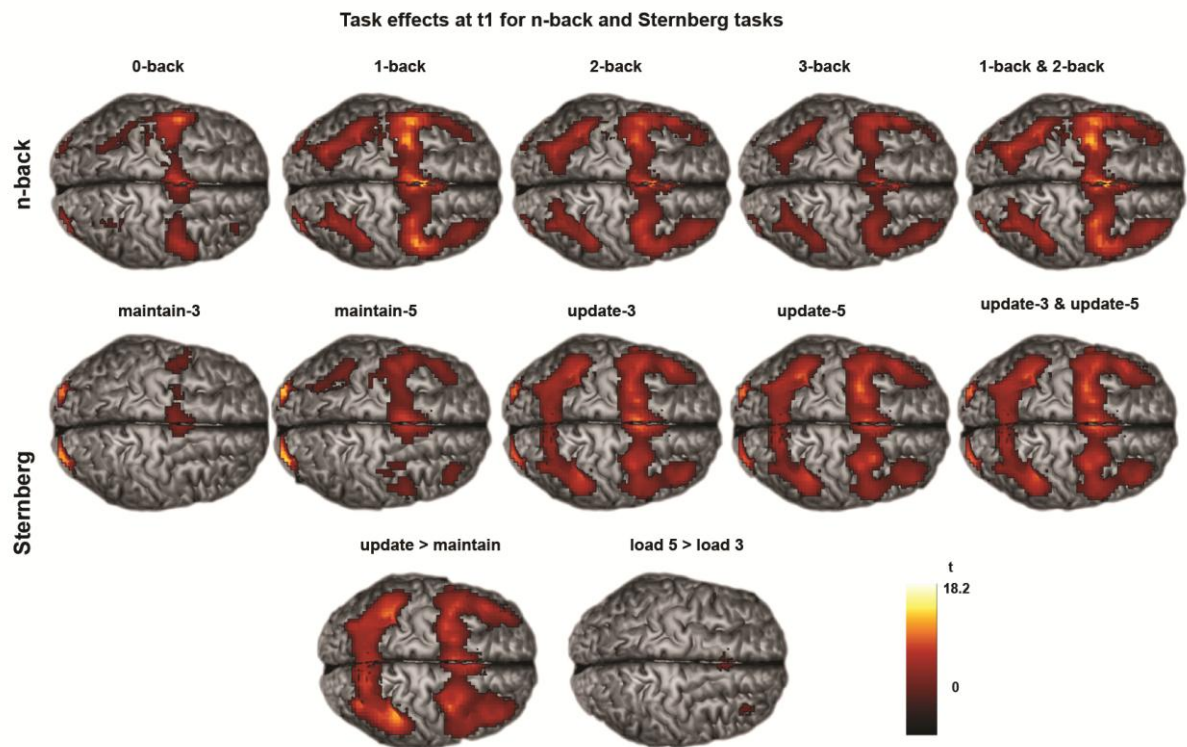 Task effects at t1 for n-back and Sternberg tasks
0-back
1-back
2-back
3-back
1-back & 2-back
n-back
maintain-3
maintain-5
update-3
update-5
update-3 & update-5
Sternberg
update > maintain
load 5 > load 3
t
18.2
0